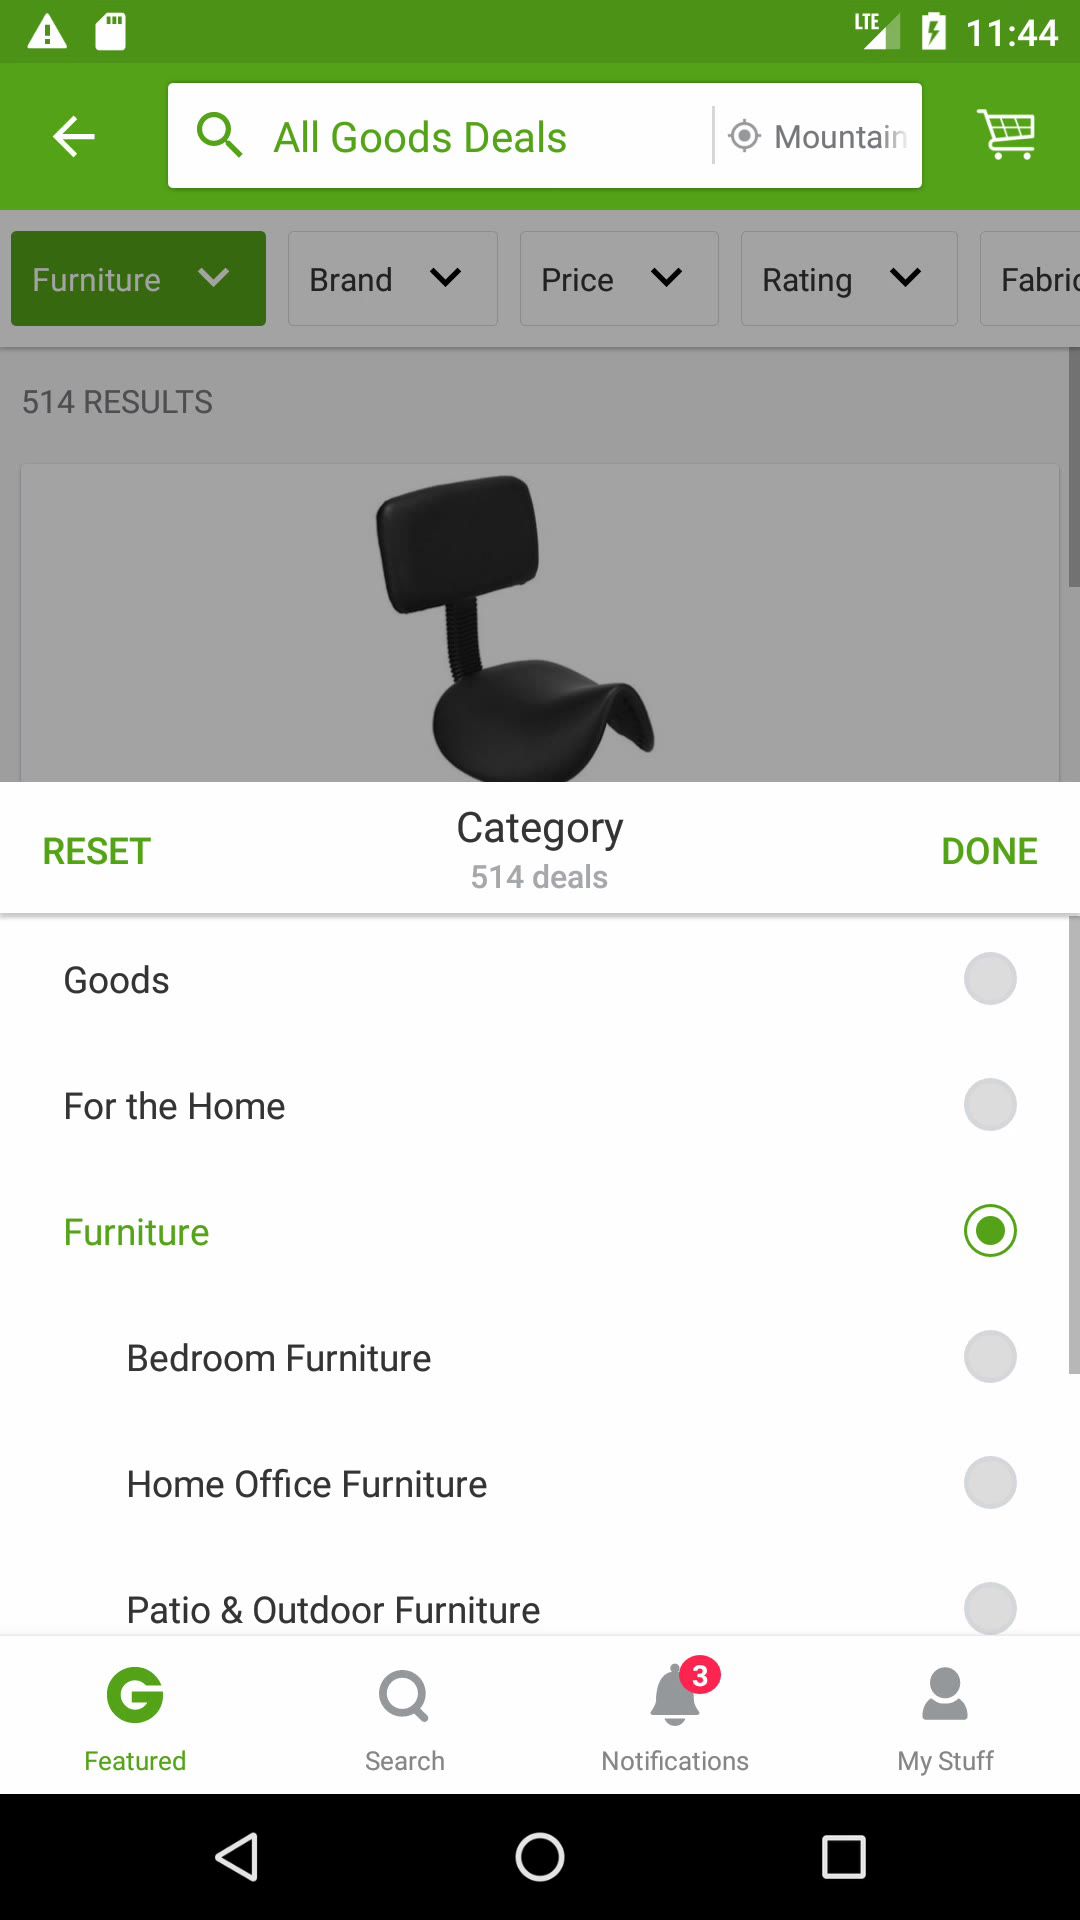 LTE 11:44
All Goods Deals Mountain
Furniture Brand Price Rating Fabric
514 RESULTS
RESET Category DONE
514 deals
Goods
For the Home
Furniture
Bedroom Furniture
Home Office Furniture
Patio & Outdoor Furniture
3
Featured Search Notifications My Stuff